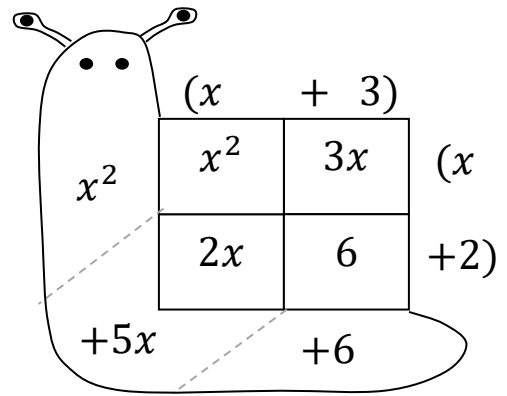 (x + 3)
x² 3x (x
x²
2x 6 +2)
+5x
+6